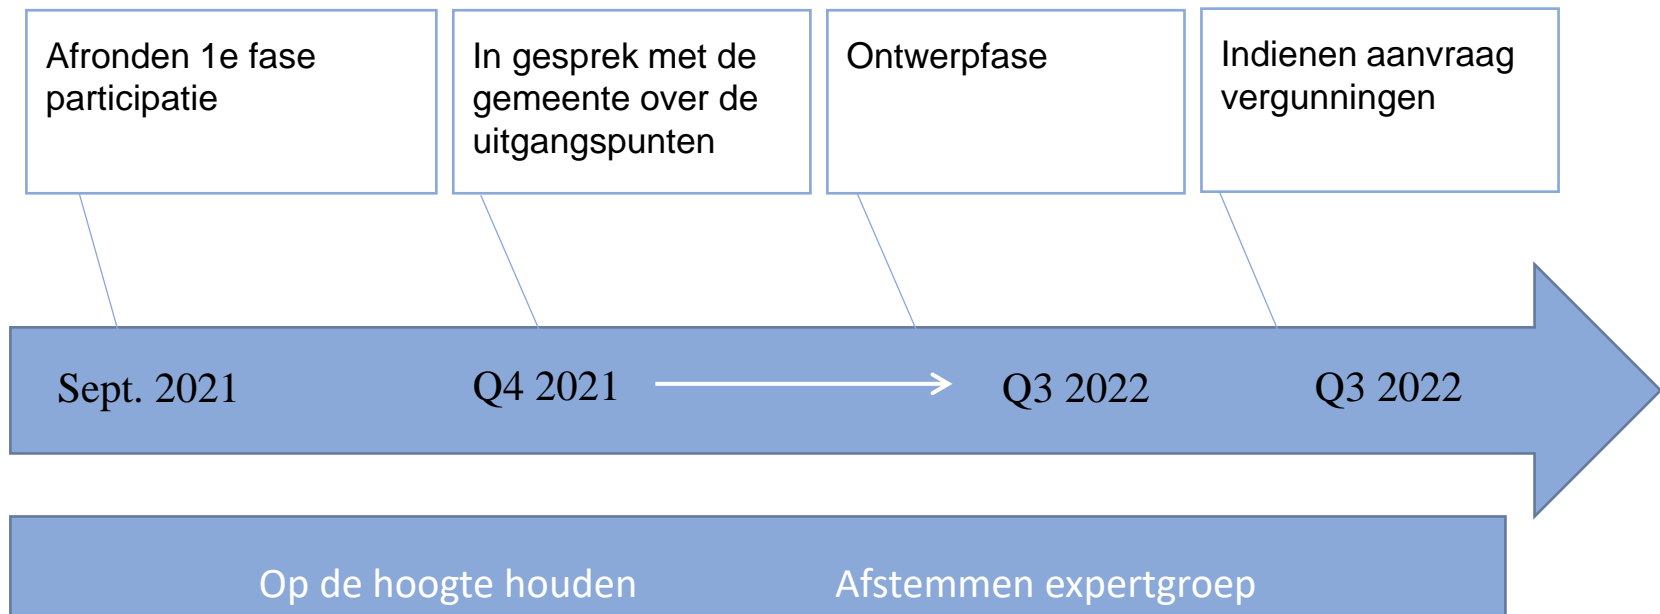 Afronden 1e fase
participatie
In gesprek met de
gemeente over de
uitgangspunten
Ontwerpfase
Indienen aanvraag
vergunningen
Sept. 2021
Q4 2021
Q3 2022
Q3 2022
Op de hoogte houden
Afstemmen expertgroep